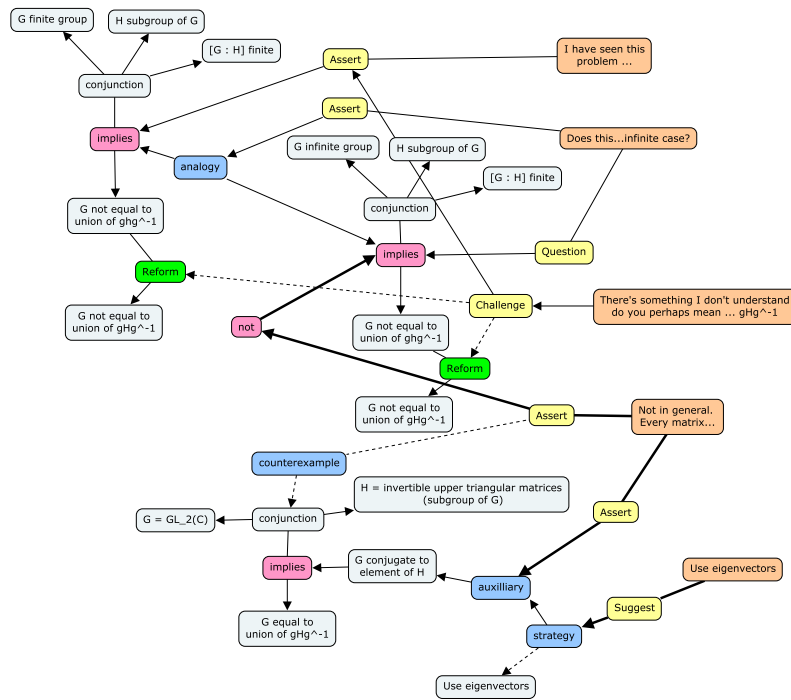 G finite group
H subgroup of G
[G : H] finite
I have seen this
problem ...
Assert
conjunction
Assert
implies
Does this...infinite case?
G infinite group
H subgroup of G
analogy
[G : H] finite
G not equal to
union of ghg^-1
conjunction
implies
Question
Reform
Challenge
There's something I don't understand
do you perhaps mean ... gHg^-1
G not equal to
union of gHg^-1
not
G not equal to
union of ghg^-1
Reform
G not equal to
union of gHg^-1
Assert
Not in general.
Every matrix...
counterexample
H = invertible upper triangular matrices
(subgroup of G)
G = GL_2(C)
conjunction
Assert
implies
G conjugate to
element of H
auxilliary
Use eigenvectors
Suggest
G equal to
union of gHg^-1
strategy
Use eigenvectors